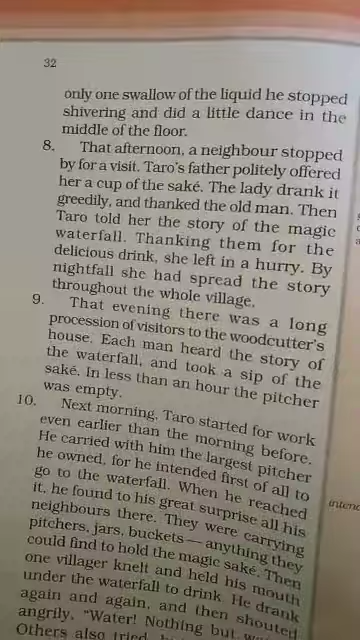 32
only one swallow of the liquid he stopped
shivering and did a little dance in the
middle of the floor.
8. That afternoon, a neighbour stopped
by for a visit. Taro's father politely offered
her a cup of the saké. The lady drank it
greedily, and thanked the old man. Then
Taro told her the story of the magic
waterfall. Thanking them for the
delicious drink, she left in a hurry. By
nightfall she had spread the story
throughout the whole village.
9. That evening there was a long
procession of visitors to the woodcutter's
house. Each man heard the story of
the waterfall, and took a sip of the
saké. In less than an hour the pitcher
was empty.
10. Next morning, Taro started for work
even earlier than the morning before.
He carried with him the largest pitcher
he owned, for he intended first of all to
go to the waterfall. When he reached
it, he found to his great surprise all his
neighbours there. They were carrying
pitchers, jars, buckets — anything they
could find to hold the magic saké. Then
one villager knelt and held his mouth
under the waterfall to drink. He drank
again and again, and then shouted
angrily, "Water! Nothing but
Others also tried,
intend